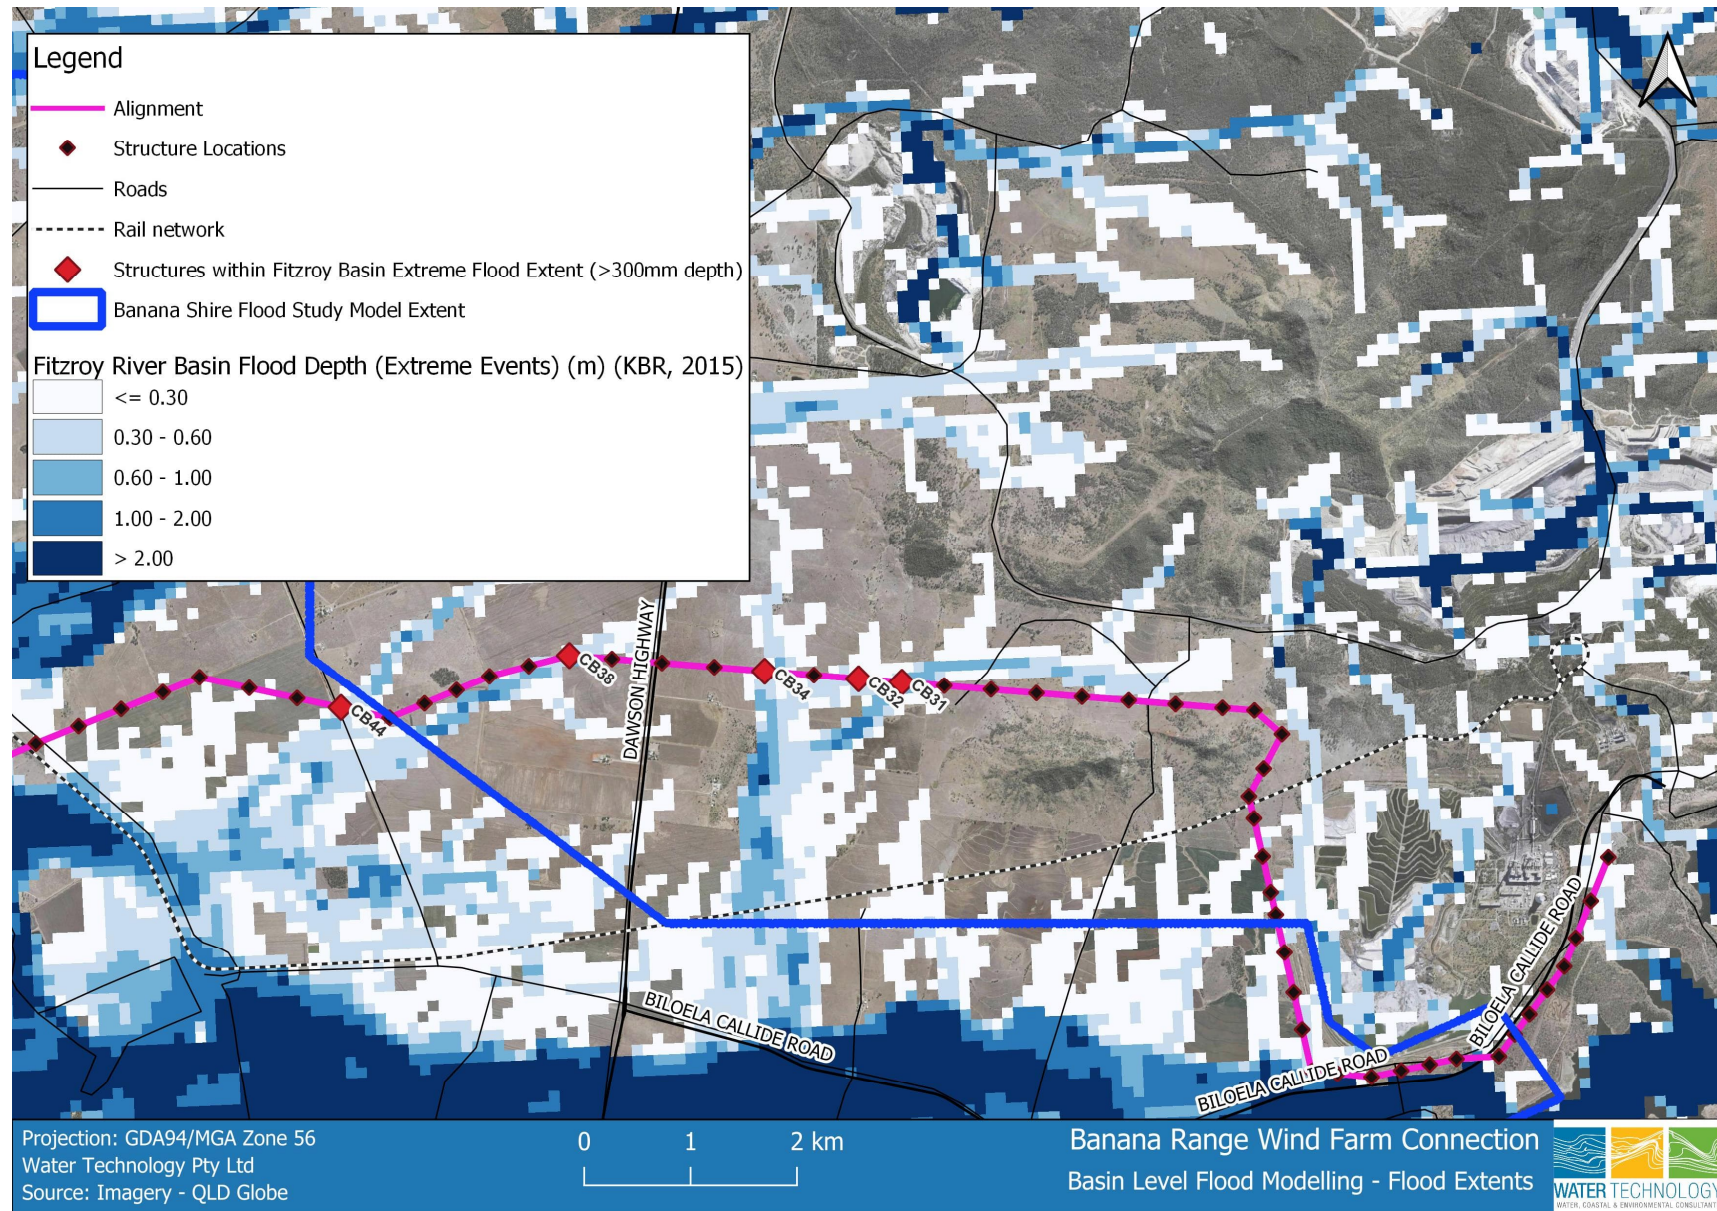 Legend
Alignment
Structure Locations
Roads
Rail network
Structures within Fitzroy Basin Extreme Flood Extent (>300mm depth)
Banana Shire Flood Study Model Extent
Fitzroy River Basin Flood Depth (Extreme Events) (m) (KBR, 2015)
<= 0.30
0.30 - 0.60
0.60 - 1.00
1.00 - 2.00
> 2.00
CB44
CB38
DAWSON HIGHWAY
CB34
CB32
CB31
BILOELA CALLIDE ROAD
BILOELA CALLIDE ROAD
BILOELA CALLIDE ROAD
Projection: GDA94/MGA Zone 56
Water Technology Pty Ltd
Source: Imagery - QLD Globe
0 1 2 km
Banana Range Wind Farm Connection
Basin Level Flood Modelling - Flood Extents
WATER TECHNOLOGY
WATER, COASTAL & ENVIRONMENTAL CONSULTANT